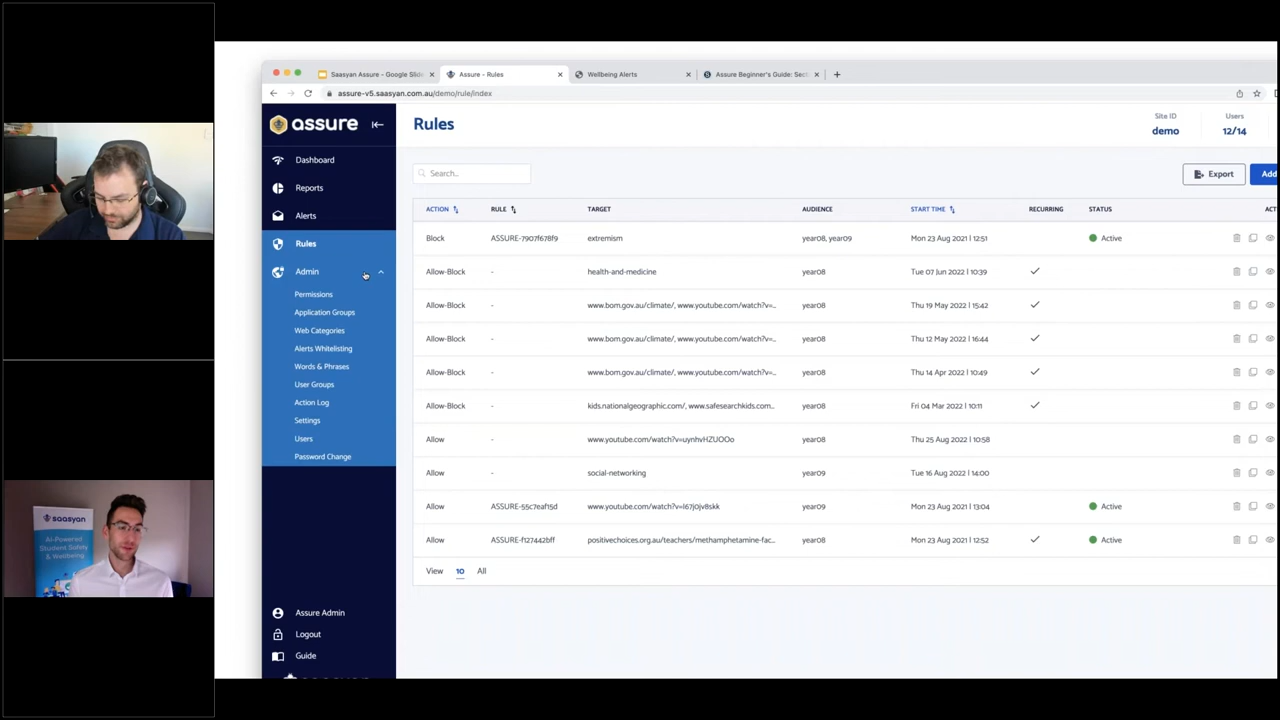 Saasyan Assure - Google Slid
Assure - Rules
Wellbeing Alerts
Assure Beginner's Guide: Sect
assure-v5.saasyan.com.au/demo/rule/index
assure
Rules
Site ID
demo
Users
12/14
Dashboard
Reports
Alerts
Rules
Admin
Permissions
Application Groups
Web Categories
Alerts Whitelisting
Words & Phrases
User Groups
Action Log
Settings
Users
Password Change
Assure Admin
Logout
Guide
Search...
Export
Add
ACTION RULE TARGET AUDIENCE START TIME RECURRING STATUS ACT
Block ASSURE-7907f678f9 extremism year08, year09 Mon 23 Aug 2021 | 12:51 Active
Allow-Block - health-and-medicine year08 Tue 07 Jun 2022 | 10:39
Allow-Block - www.bom.gov.au/climate/, www.youtube.com/watch?v=... year08 Thu 19 May 2022 | 15:42
Allow-Block - www.bom.gov.au/climate/, www.youtube.com/watch?v=... year08 Thu 12 May 2022 | 16:44
Allow-Block - www.bom.gov.au/climate/, www.youtube.com/watch?v=... year08 Thu 14 Apr 2022 | 10:49
Allow-Block - kids.nationalgeographic.com/, www.safesearchkids.com... year08 Fri 04 Mar 2022 | 10:11
Allow - www.youtube.com/watch?v=uynhvHZUOOo year08 Thu 25 Aug 2022 | 10:58
Allow - social-networking year09 Tue 16 Aug 2022 | 14:00
Allow ASSURE-55c7eaf15d www.youtube.com/watch?v=l67j0jv8skk year09 Mon 23 Aug 2021 | 13:04 Active
Allow ASSURE-f127442bff positivechoices.org.au/teachers/methamphetamine-fac... year08 Mon 23 Aug 2021 | 12:52 Active
View 10 All
saasyan
AI-Powered
Student Safety
& Wellbeing